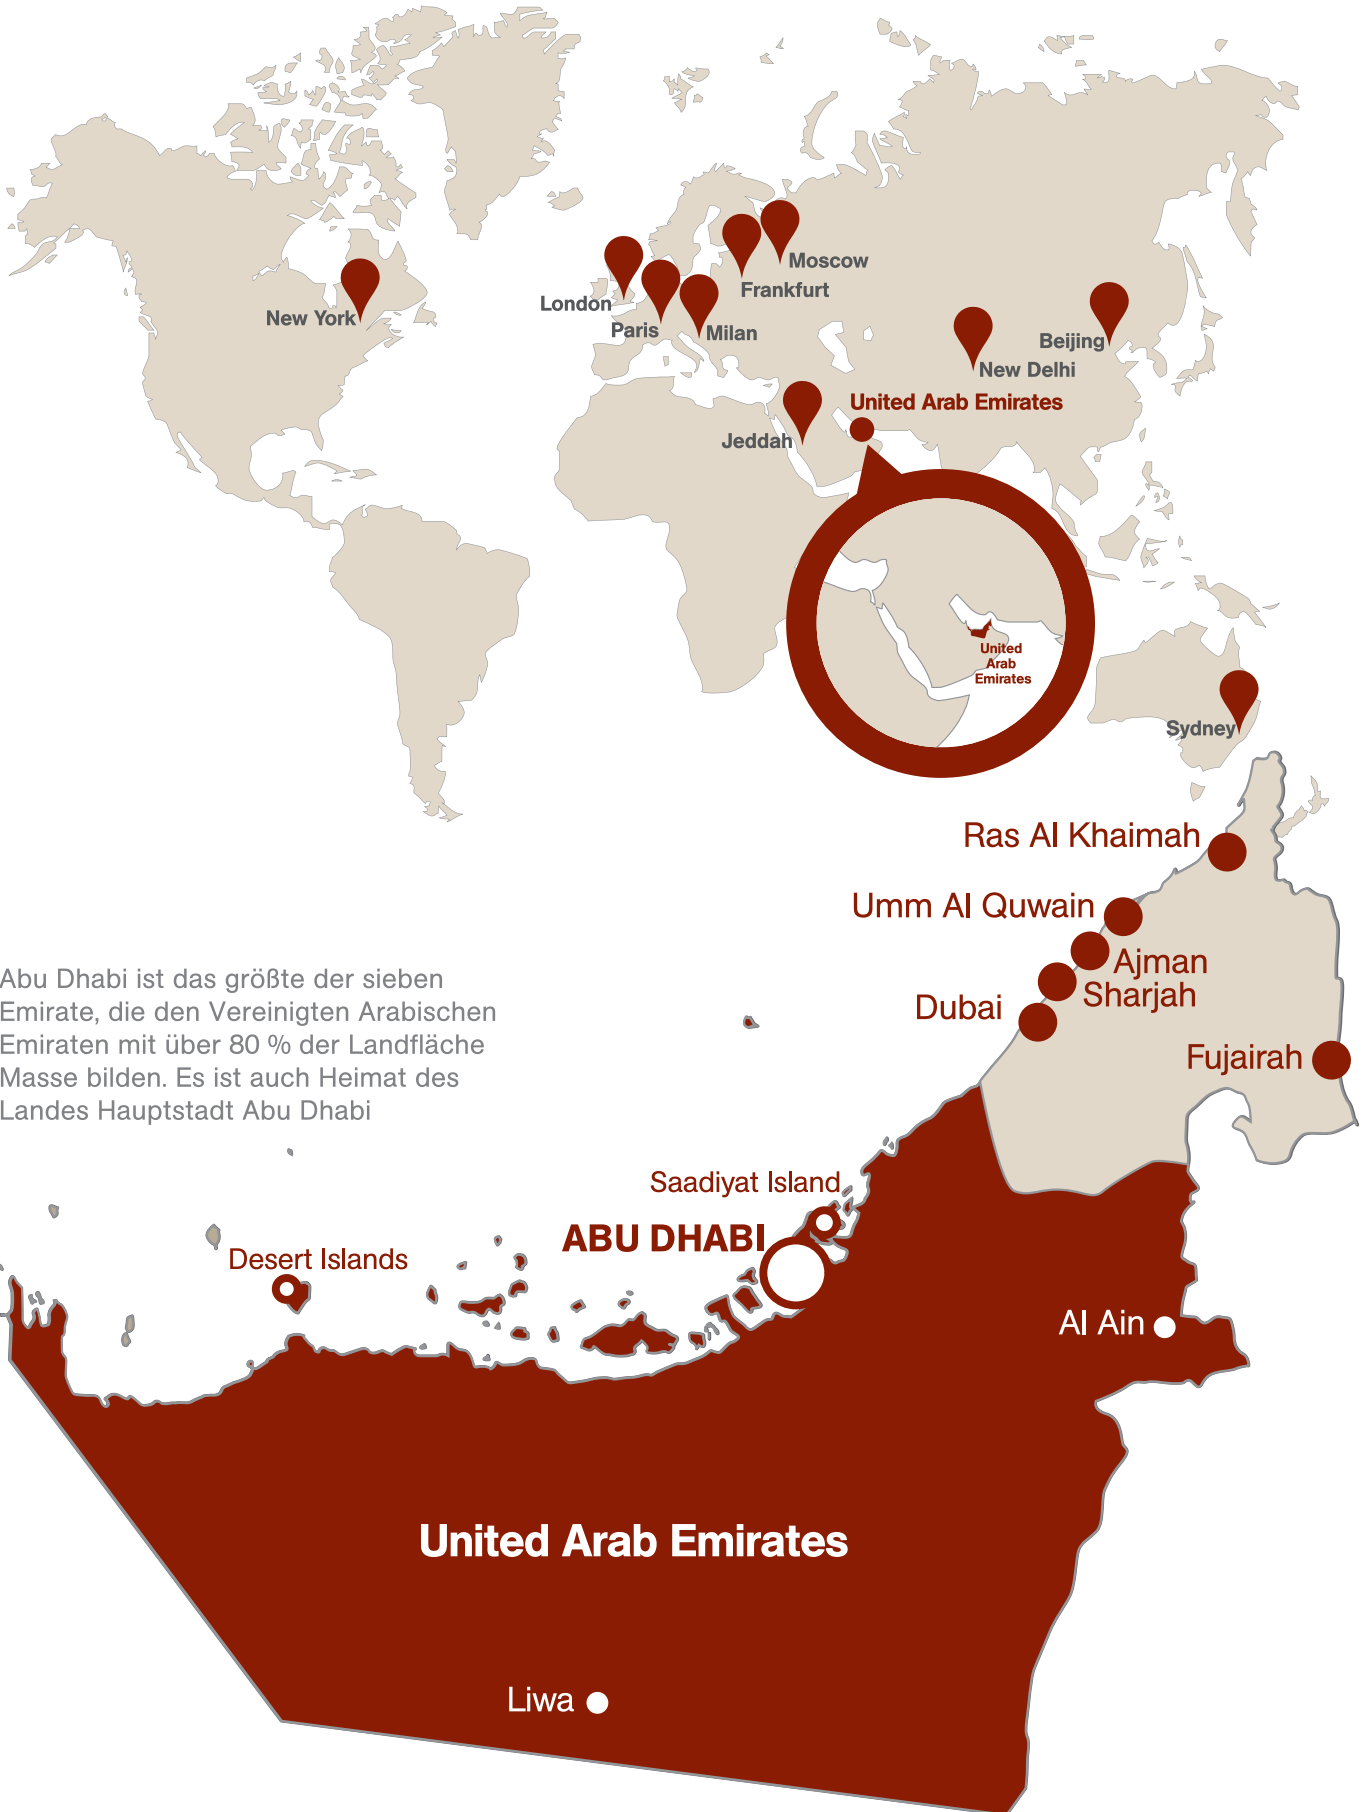 Moscow
Frankfurt
London
New York
Paris
Milan
Beijing
New Delhi
United Arab Emirates
Jeddah
United
Arab
Emirates
Sydney
Ras Al Khaimah
Umm Al Quwain
Ajman
Sharjah
Dubai
Fujairah
Abu Dhabi ist das größte der sieben
Emirate, die den Vereinigten Arabischen
Emiraten mit über 80 % der Landfläche
Masse bilden. Es ist auch Heimat des
Landes Hauptstadt Abu Dhabi
Saadiyat Island
ABU DHABI
Desert Islands
Al Ain
United Arab Emirates
Liwa